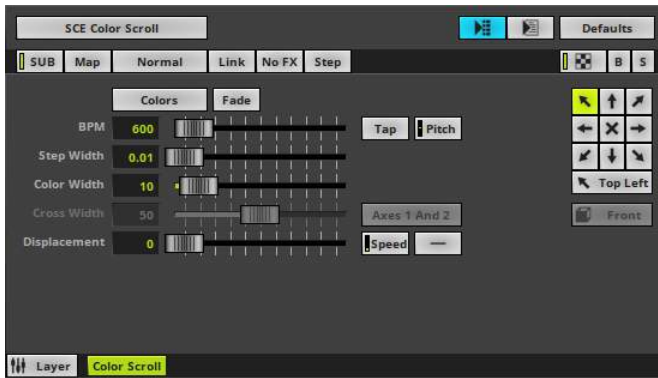 SCE Color Scroll Defaults
SUB Map Normal Link No FX Step B S
Colors Fade
BPM 600 Tap Pitch
Step Width 0.01
Color Width 10 Top Left
Cross Width 50 Axes 1 And 2 Front
Displacement 0 Speed
Layer Color Scroll